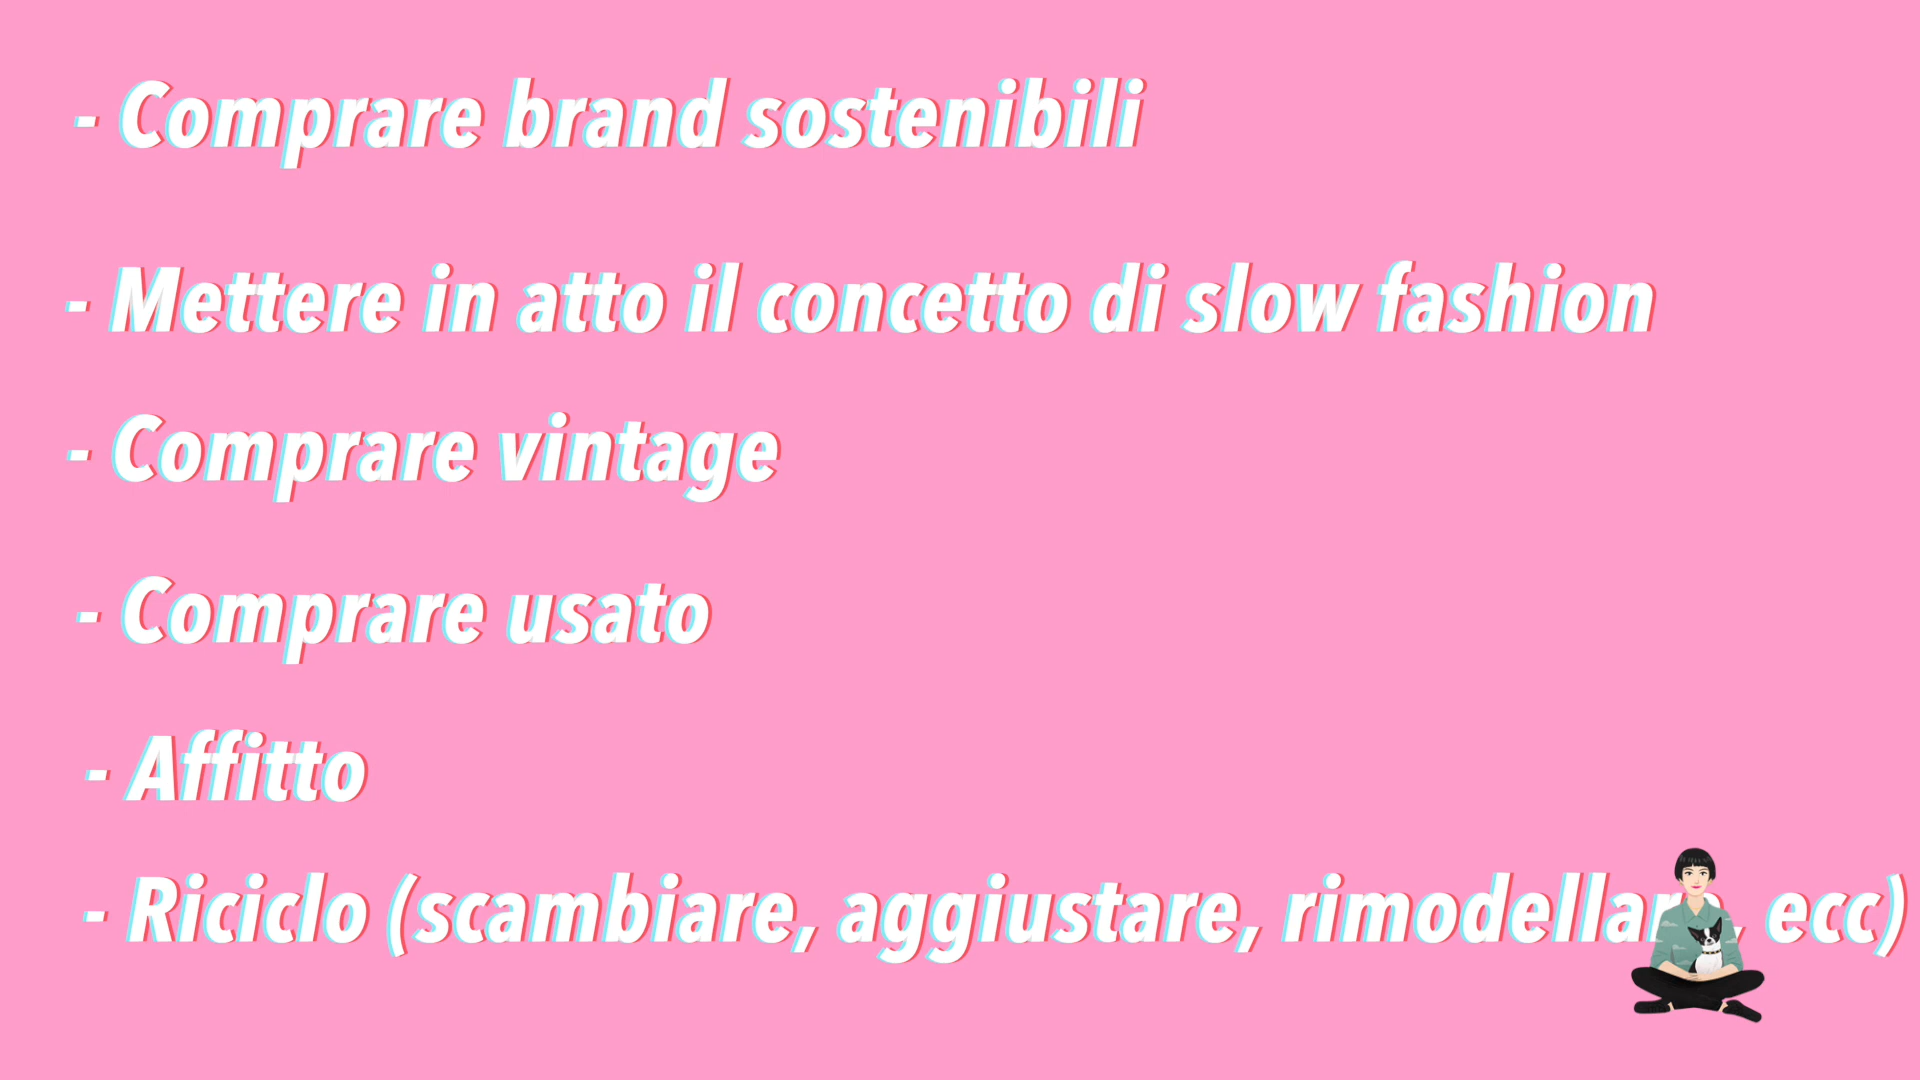 - Comprare brand sostenibili
- Mettere in atto il concetto di slow fashion
- Comprare vintage
- Comprare usato
- Affitto
- Riciclo (scambiare, aggiustare, rimodellare, ecc)